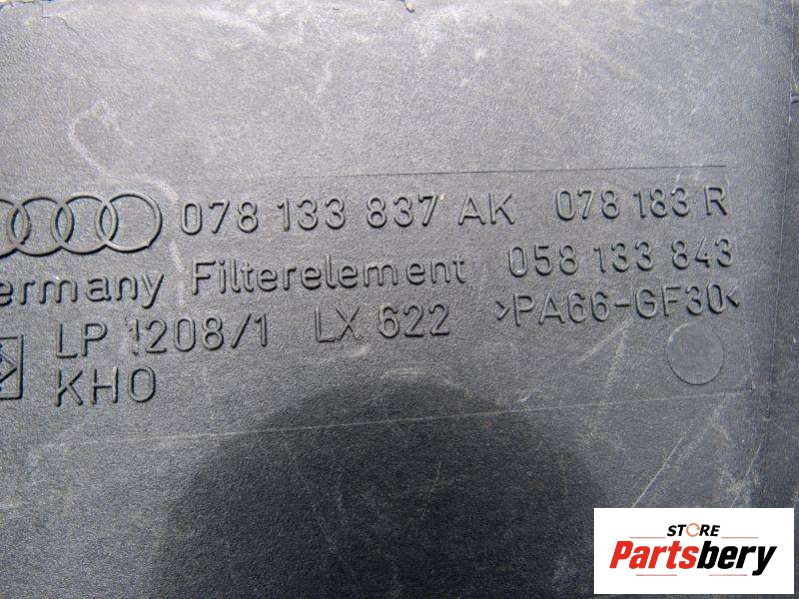 078 133 837 AK 078 183 R
ermany Filterelement 058 133 843
LP 1208/1 LX 622 >PA66-GF30<
KHO
STORE
Partsbery